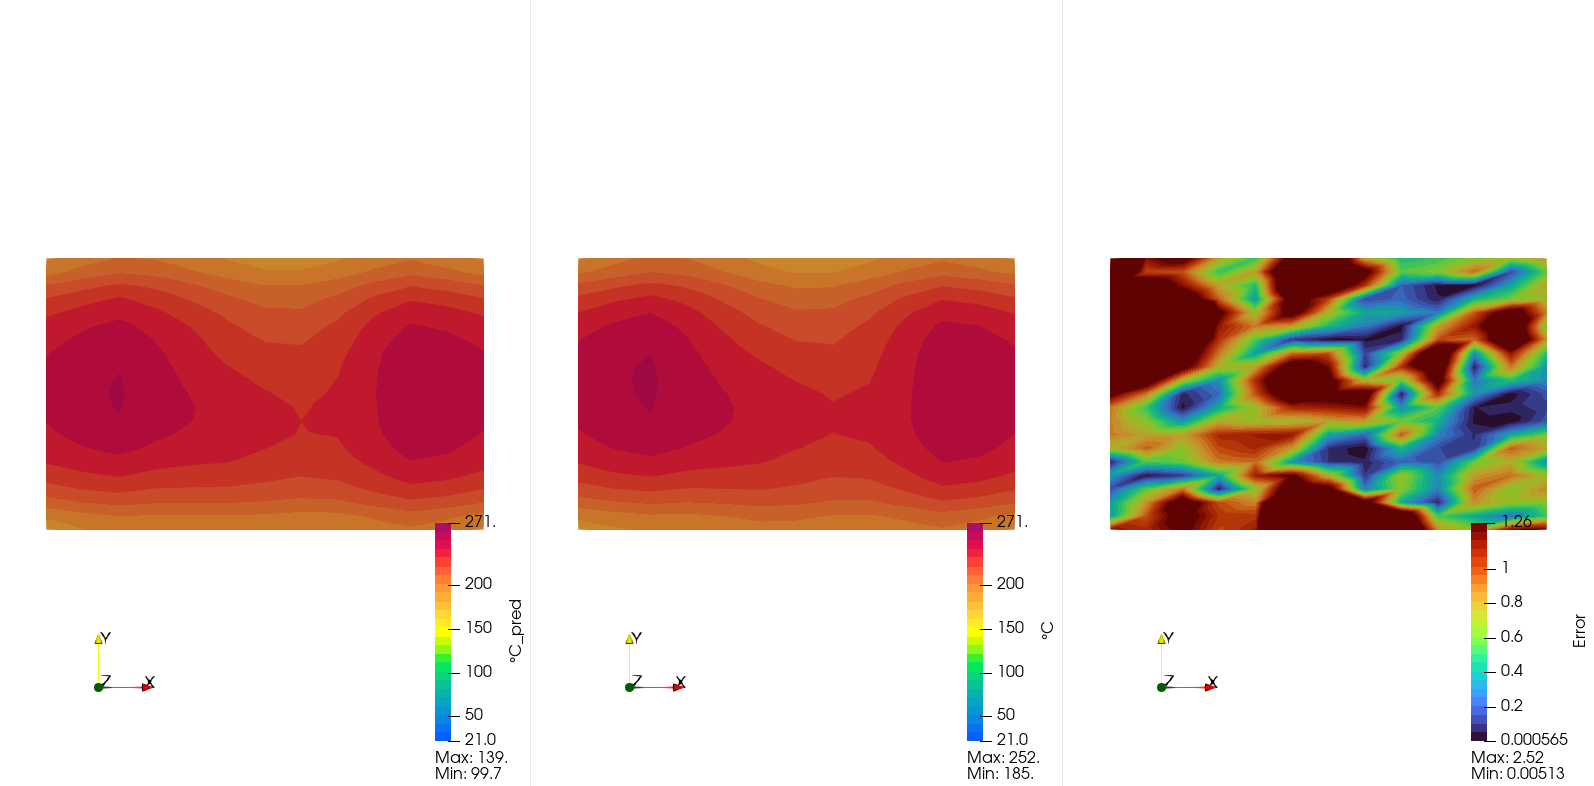 271.
200
150
100
50
21.0
°C_pred
Max: 139.
Min: 99.7
Y
Z
X
271.
200
150
100
50
21.0
°C
Max: 252.
Min: 185.
Y
Z
X
1.26
1
0.8
0.6
0.4
0.2
0.000565
Error
Max: 2.52
Min: 0.00513
Y
Z
X